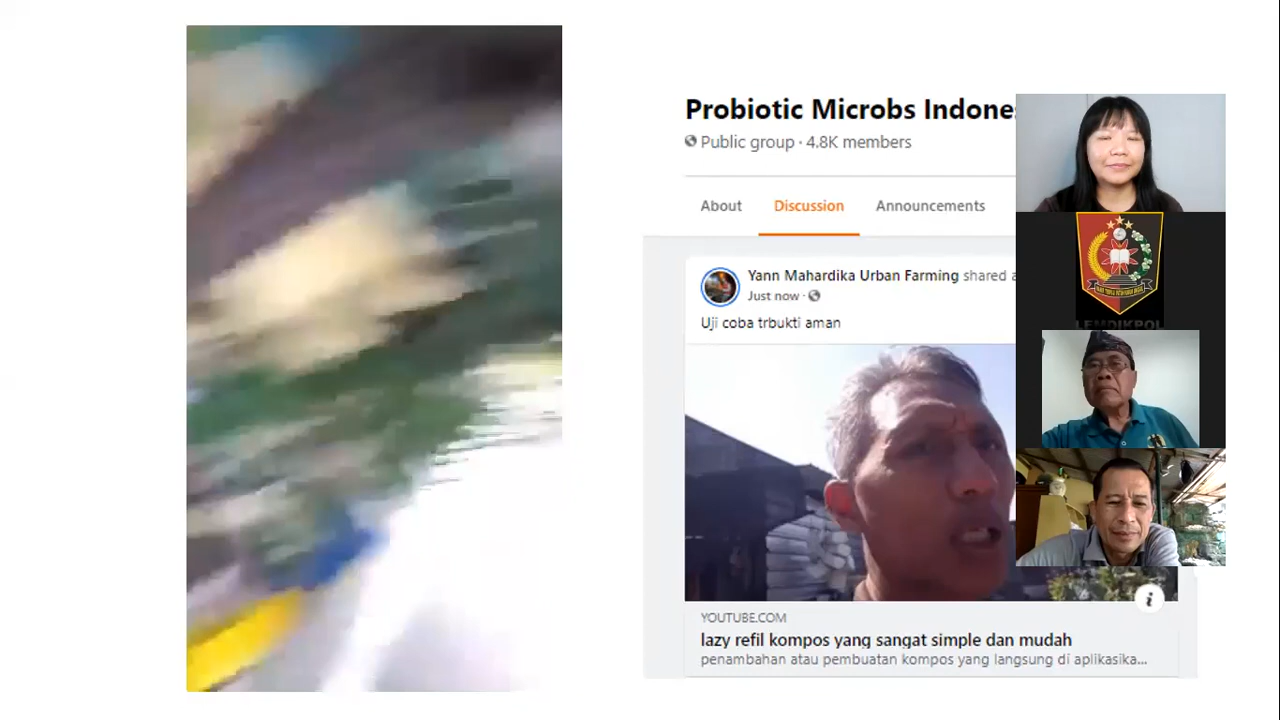 Probiotic Microbs Indones
Public group · 4.8K members
About Discussion Announcements
Yann Mahardika Urban Farming shared a
Just now ·
Uji coba trbukti aman
LEMDIKPOL
YOUTUBE.COM
lazy refil kompos yang sangat simple dan mudah
penambahan atau pembuatan kompos yang langsung di aplikasika...